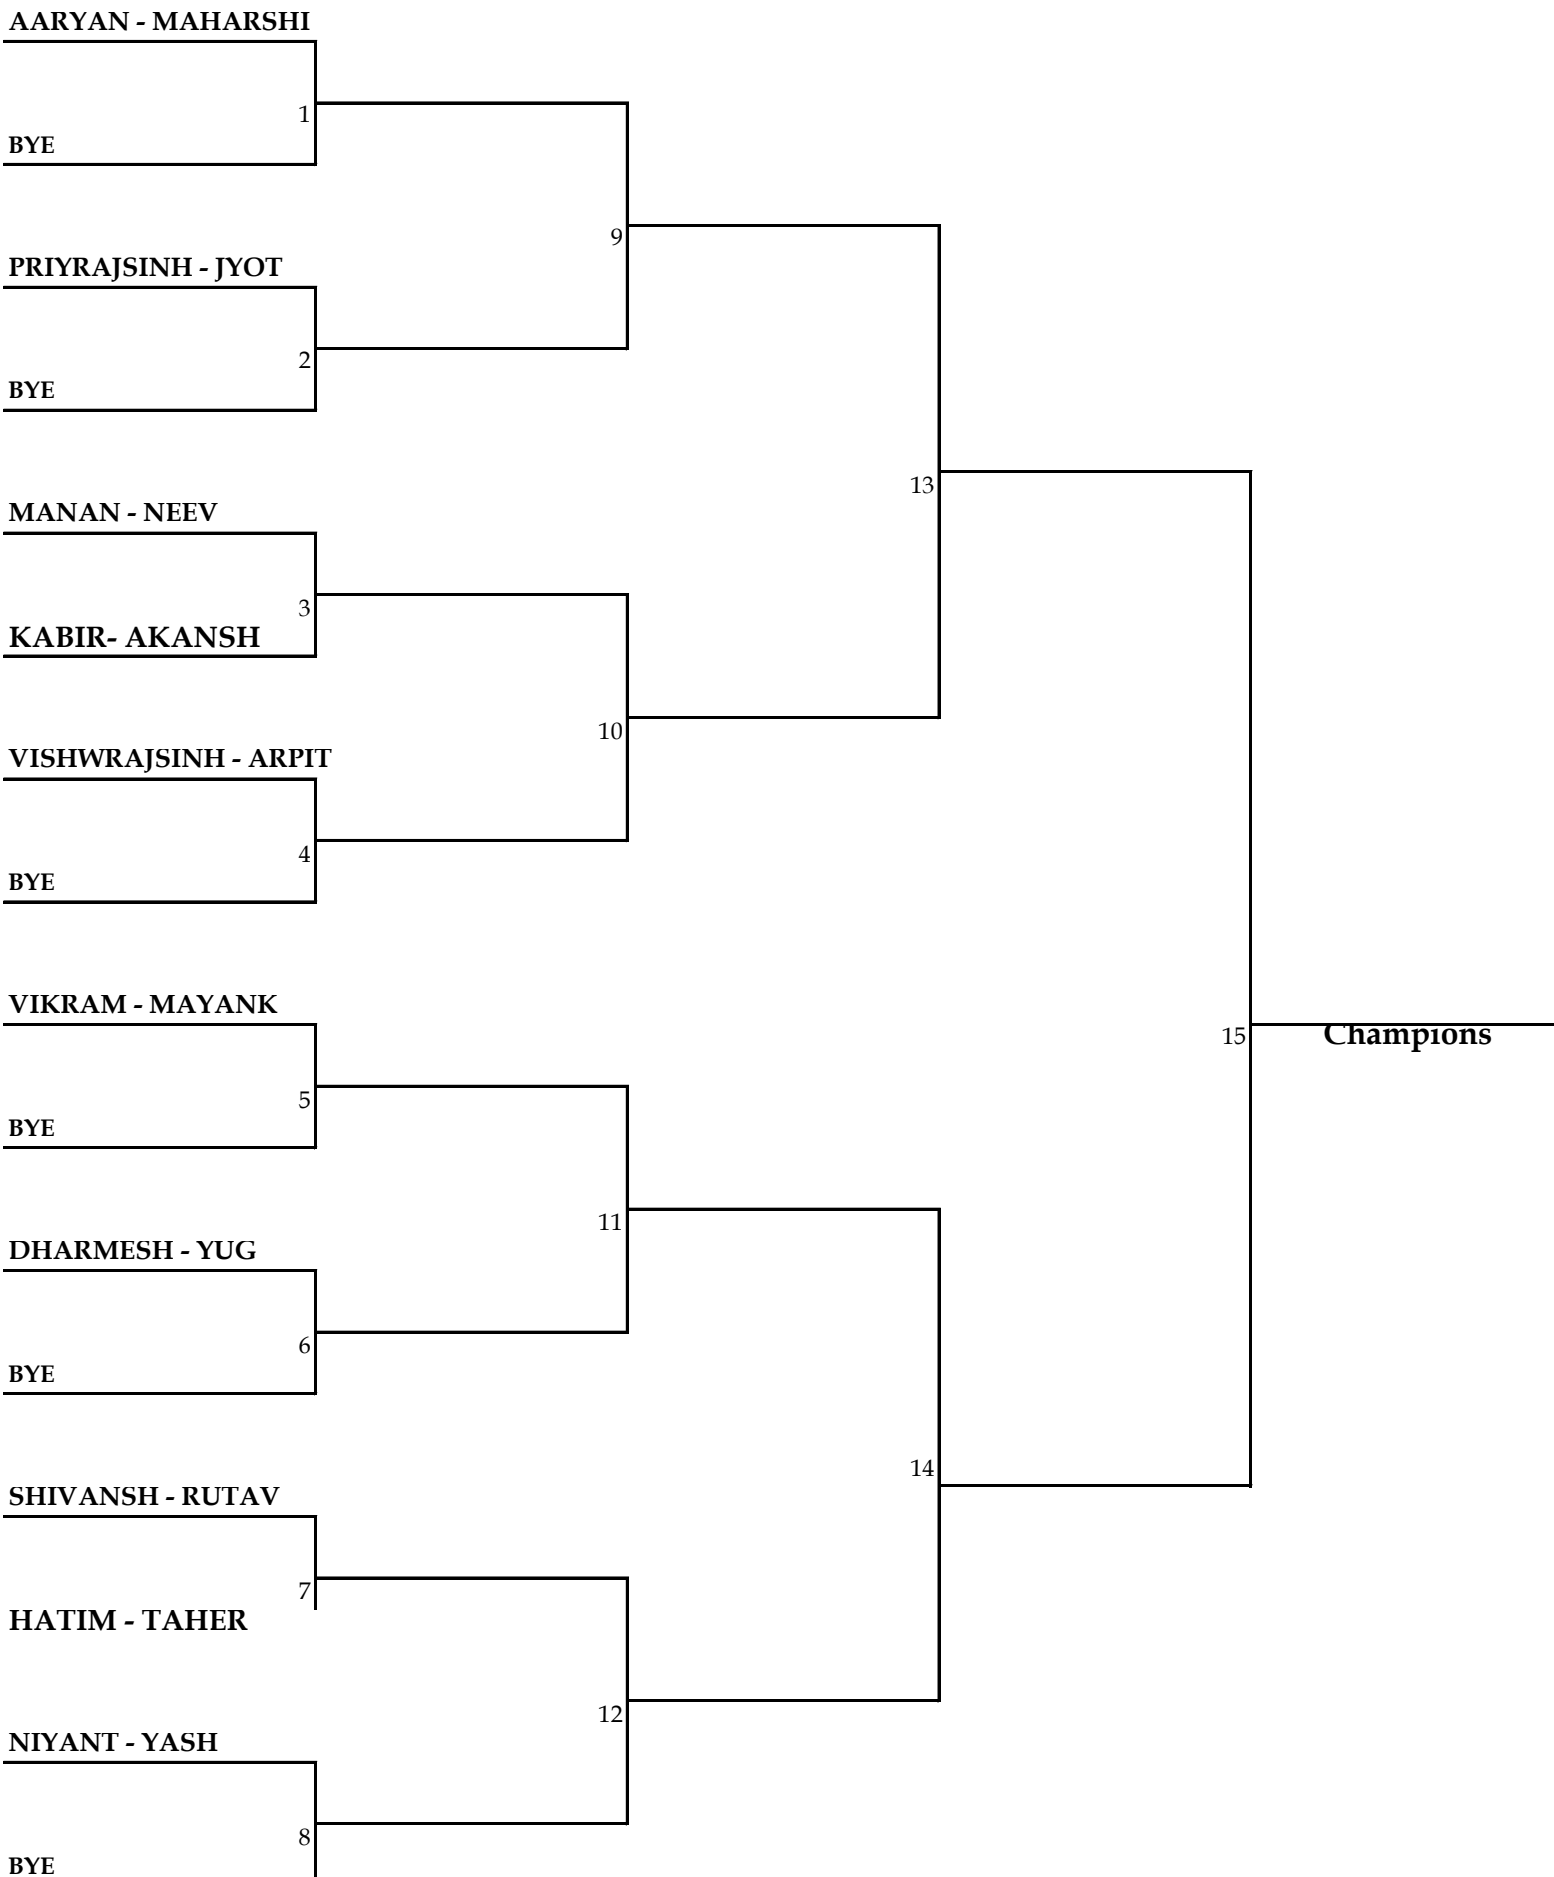 AARYAN - MAHARSHI
1
BYE
9
PRIYRAJSINH - JYOT
2
BYE
13
MANAN - NEEV
3
KABIR- AKANSH
10
VISHWRAJSINH - ARPIT
4
BYE
VIKRAM - MAYANK
15
Champions
5
BYE
11
DHARMESH - YUG
6
BYE
14
SHIVANSH - RUTAV
7
HATIM - TAHER
12
NIYANT - YASH
8
BYE